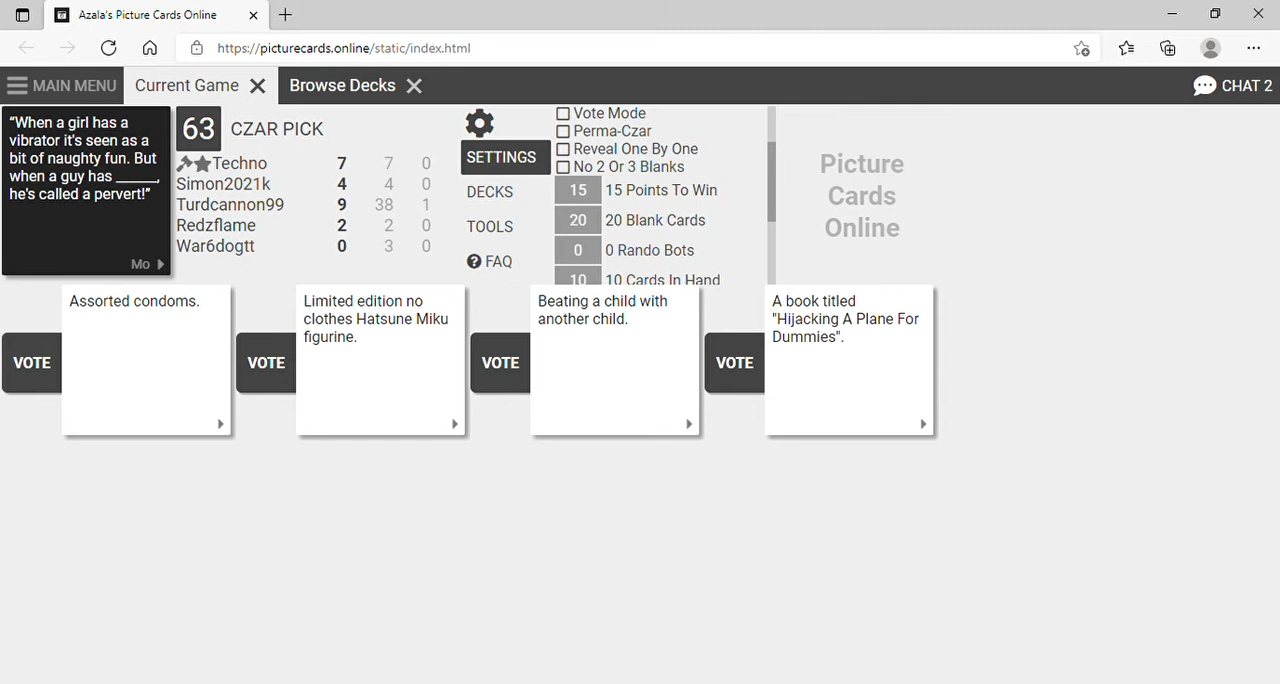 Azala's Picture Cards Online
https://picturecards.online/static/index.html
MAIN MENU
Current Game
Browse Decks
CHAT 2
“When a girl has a
vibrator it's seen as a
bit of naughty fun. But
when a guy has _____,
he's called a pervert!”
Mo
63 CZAR PICK
Techno 7 7 0
Simon2021k 4 4 0
Turdcannon99 9 38 1
Redzflame 2 2 0
War6dogtt 0 3 0
SETTINGS
DECKS
TOOLS
FAQ
Vote Mode
Perma-Czar
Reveal One By One
No 2 Or 3 Blanks
15 15 Points To Win
20 20 Blank Cards
0 0 Rando Bots
10 10 Cards In Hand
Picture
Cards
Online
VOTE
Assorted condoms.
VOTE
Limited edition no
clothes Hatsune Miku
figurine.
VOTE
Beating a child with
another child.
VOTE
A book titled
"Hijacking A Plane For
Dummies".